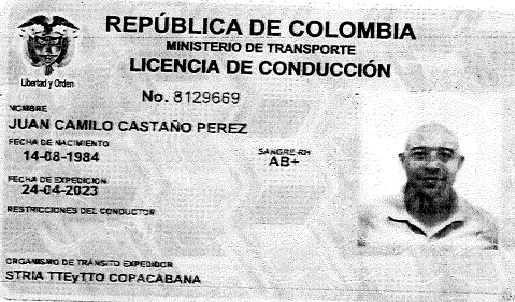 REPÚBLICA DE COLOMBIA
MINISTERIO DE TRANSPORTE
LICENCIA DE CONDUCCIÓN
Libertad y Orden
No. 8129669
NOMBRE
JUAN CAMILO CASTAÑO PEREZ
FECHA DE NACIMIENTO
14-08-1984
SANGRE-RH
AB+
FECHA DE EXPEDICION
24-04-2023
RESTRICCIONES DEL CONDUCTOR
ORGANISMO DE TRÁNSITO EXPEDIDOR
STRIA TTEyTTO COPACABANA